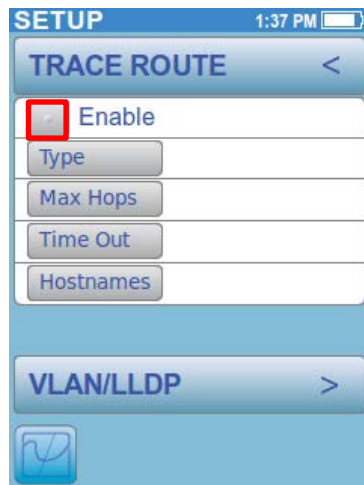 SETUP 1:37 PM
TRACE ROUTE <
Enable
Type
Max Hops
Time Out
Hostnames
VLAN/LLDP >